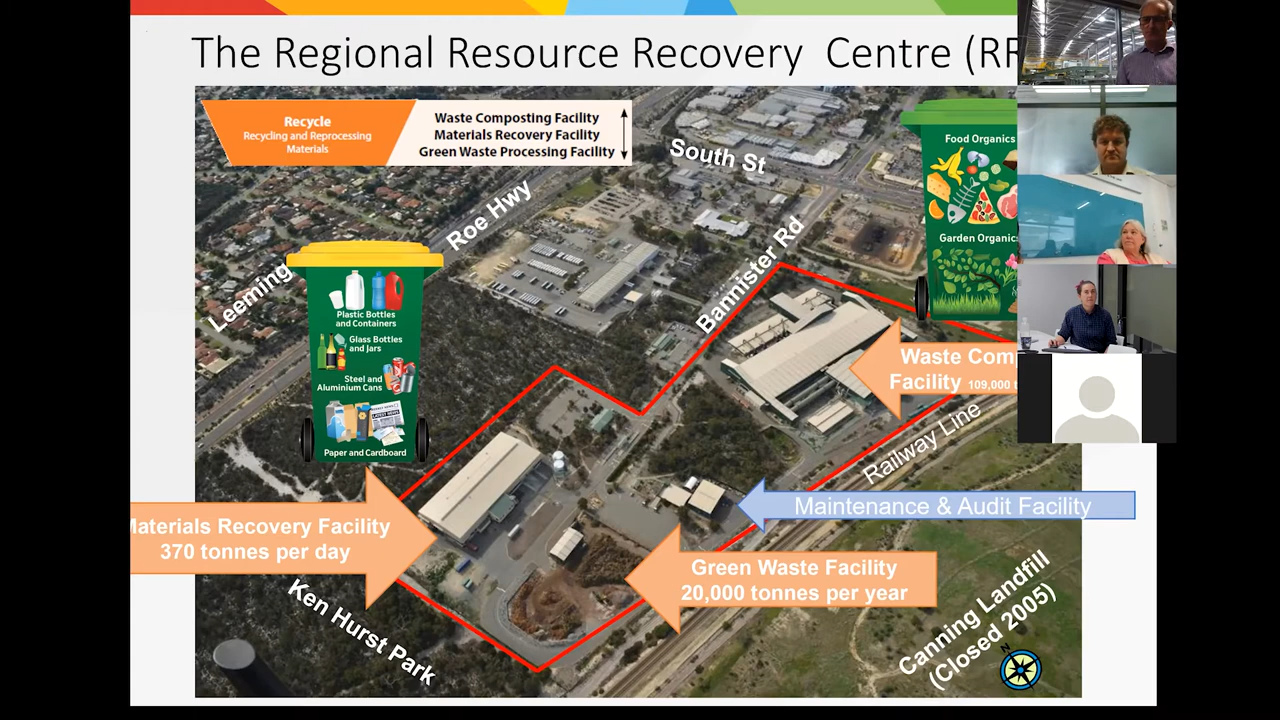 The Regional Resource Recovery Centre
Recycle
Recycling and Reprocessing
Materials
Waste Composting Facility
Materials Recovery Facility
Green Waste Processing Facility
South St
Roe Hwy
Leeming
Bannister Rd
Food Organics
Garden Organics
Plastic Bottles
and Containers
Glass Bottles
and Jars
Steel and
Aluminium Cans
LATEST NEWS
Paper and Cardboard
Waste
Facility 109,000
Railway Line
Maintenance & Audit Facility
Materials Recovery Facility
370 tonnes per day
Green Waste Facility
20,000 tonnes per year
Ken Hurst Park
Canning Landfill
(Closed 2005)
N